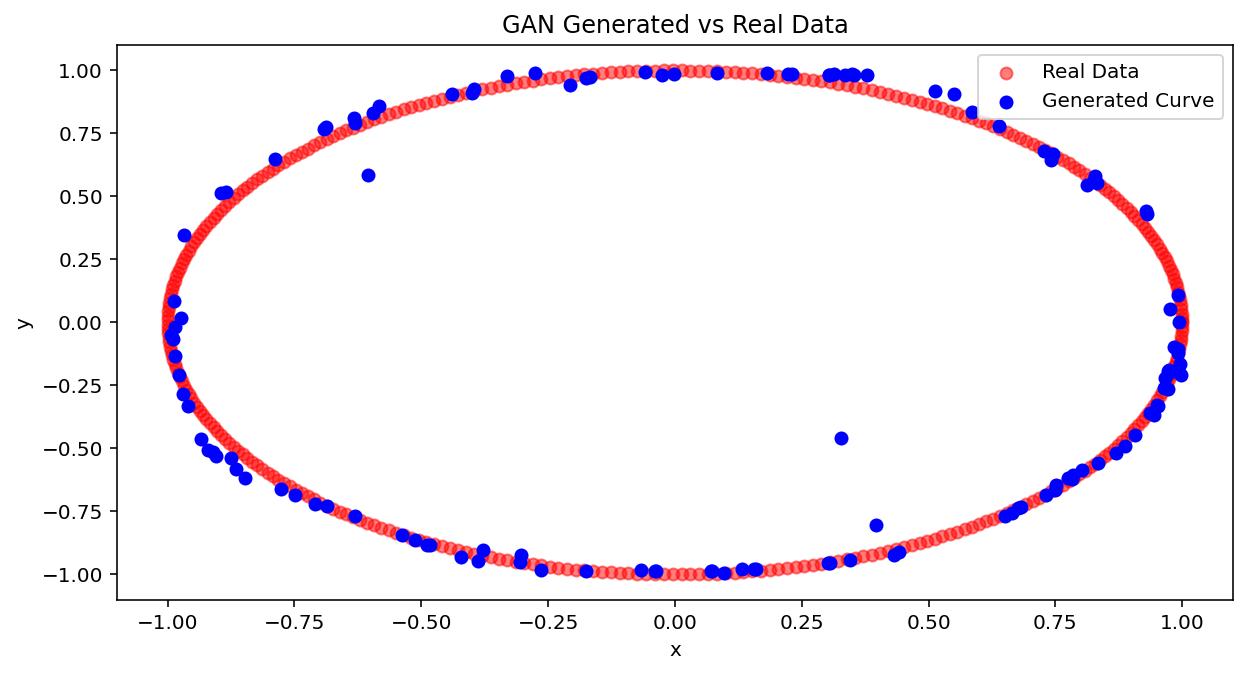 GAN Generated vs Real Data
Real Data
Generated Curve
1.00
0.75
0.50
0.25
0.00
−0.25
−0.50
−0.75
−1.00
y
−1.00 −0.75 −0.50 −0.25 0.00 0.25 0.50 0.75 1.00
x